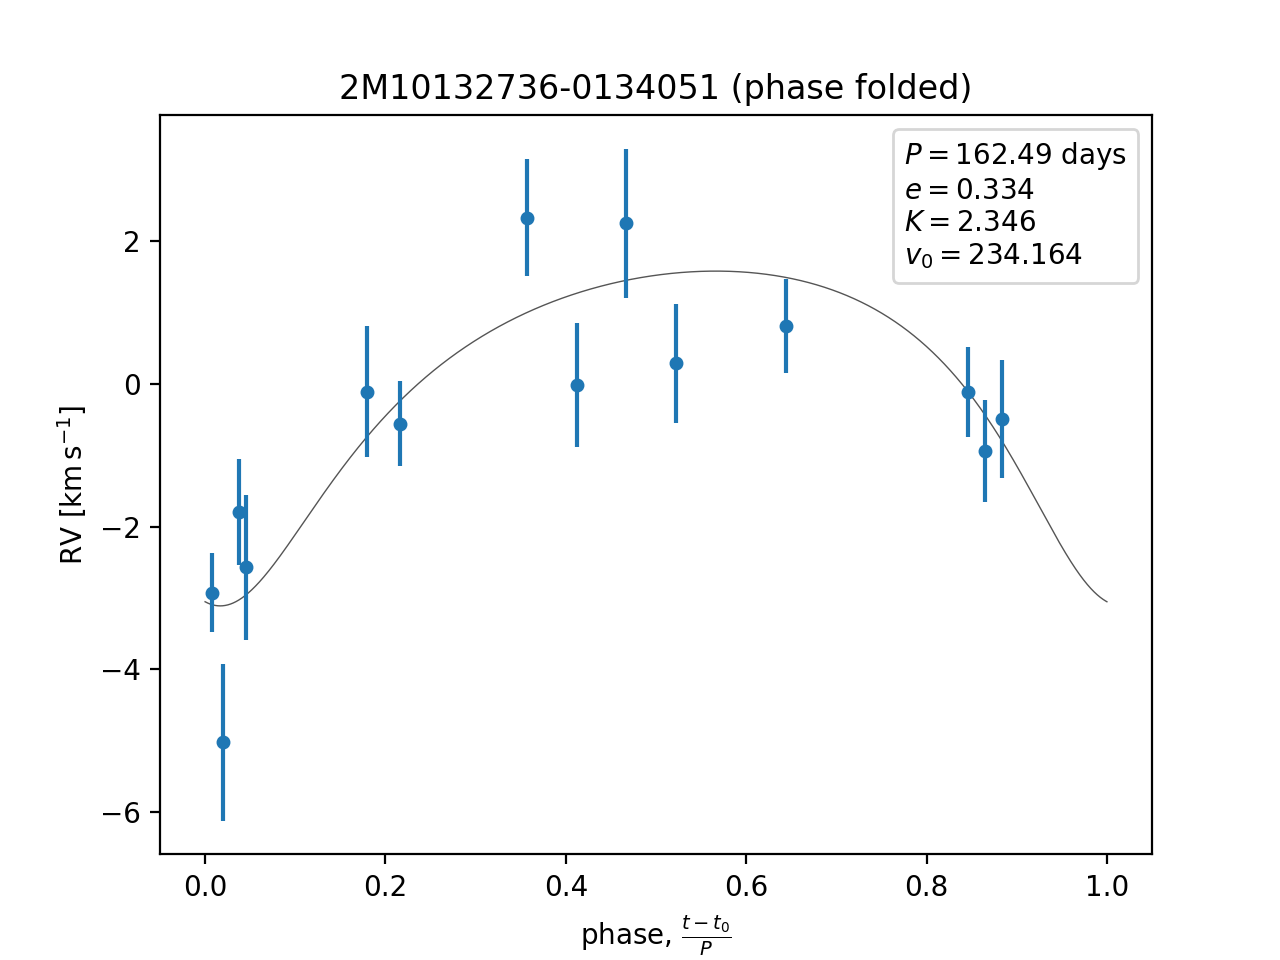 2M10132736-0134051 (phase folded)
P = 162.49 days
e = 0.334
K = 2.346
v₀ = 234.164
RV [km s⁻¹]
2
0
−2
−4
−6
0.0 0.2 0.4 0.6 0.8 1.0
phase, (t − t₀)/P